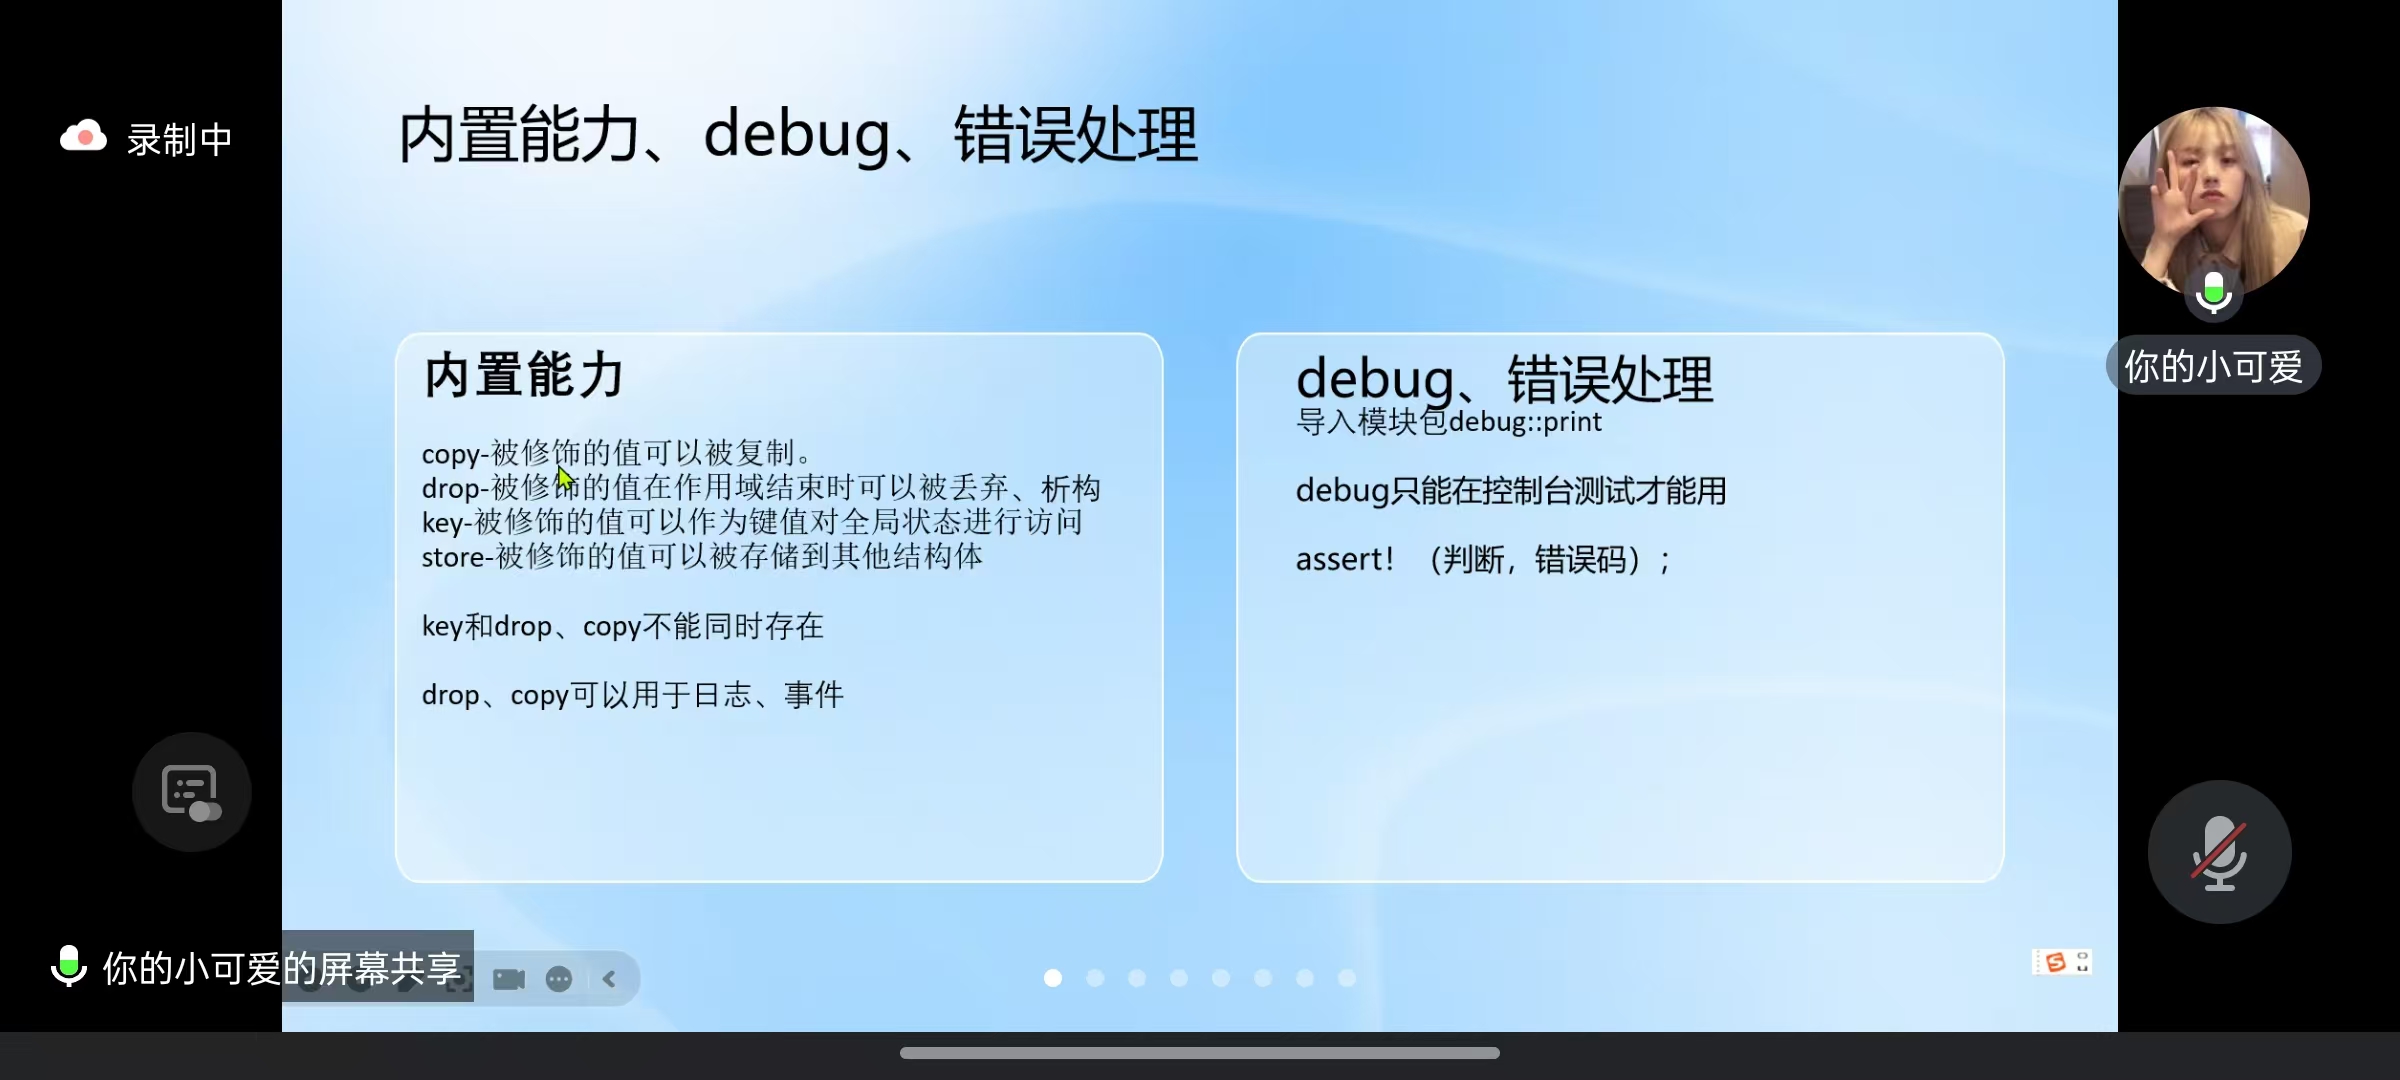 录制中
内置能力、debug、错误处理
内置能力
copy-被修饰的值可以被复制。
drop-被修饰的值在作用域结束时可以被丢弃、析构
key-被修饰的值可以作为键值对全局状态进行访问
store-被修饰的值可以被存储到其他结构体
key和drop、copy不能同时存在
drop、copy可以用于日志、事件
debug、错误处理
导入模块包debug::print
debug只能在控制台测试才能用
assert！（判断，错误码）；
你的小可爱
你的小可爱的屏幕共享